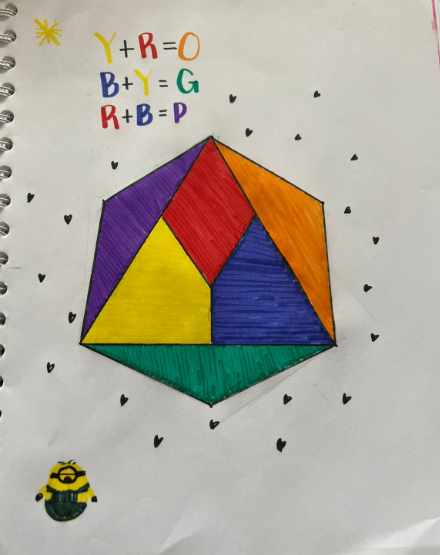 Y+R=O
B+Y=G
R+B=P